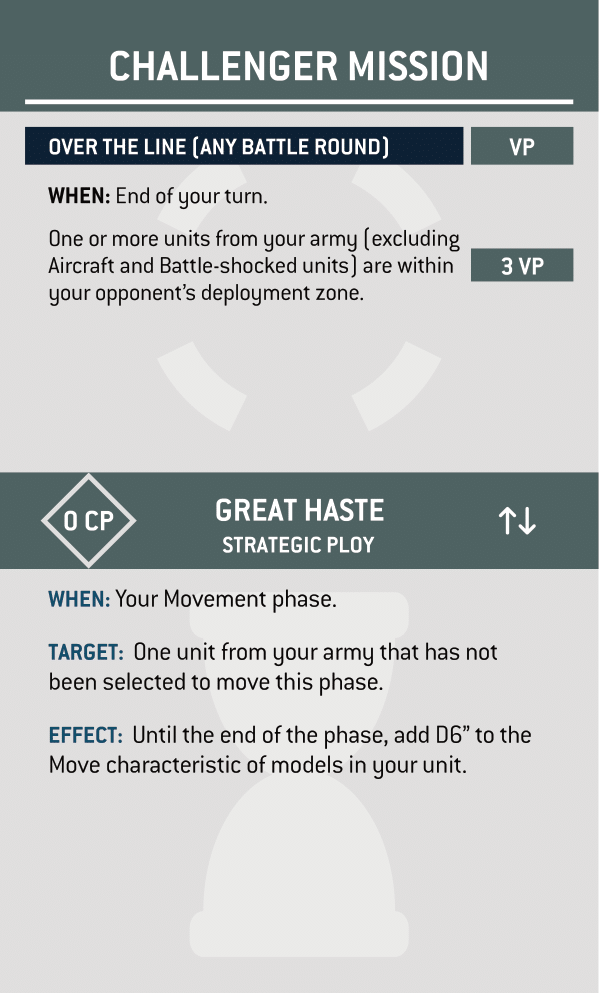 CHALLENGER MISSION
OVER THE LINE (ANY BATTLE ROUND)
VP
WHEN: End of your turn.
One or more units from your army (excluding
Aircraft and Battle-shocked units) are within
your opponent's deployment zone.
3 VP
0 CP
GREAT HASTE
STRATEGIC PLOY
WHEN: Your Movement phase.
TARGET: One unit from your army that has not
been selected to move this phase.
EFFECT: Until the end of the phase, add D6” to the
Move characteristic of models in your unit.